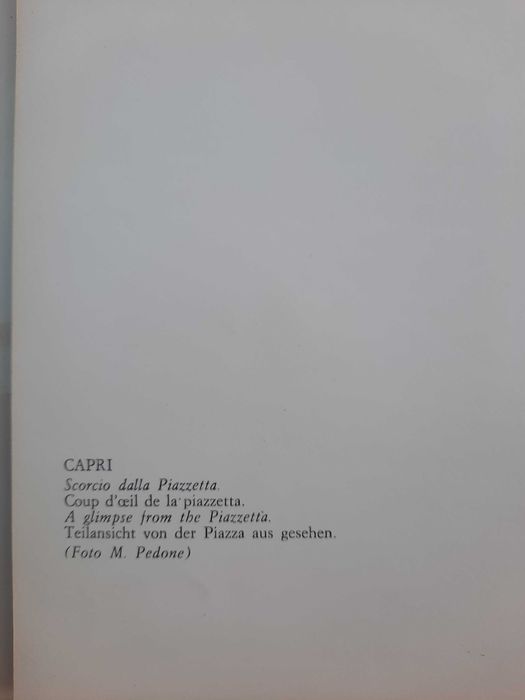 CAPRI
Scorcio dalla Piazzetta.
Coup d'œil de la piazzetta.
A glimpse from the Piazzetta.
Teilansicht von der Piazza aus gesehen.
(Foto M. Pedone)